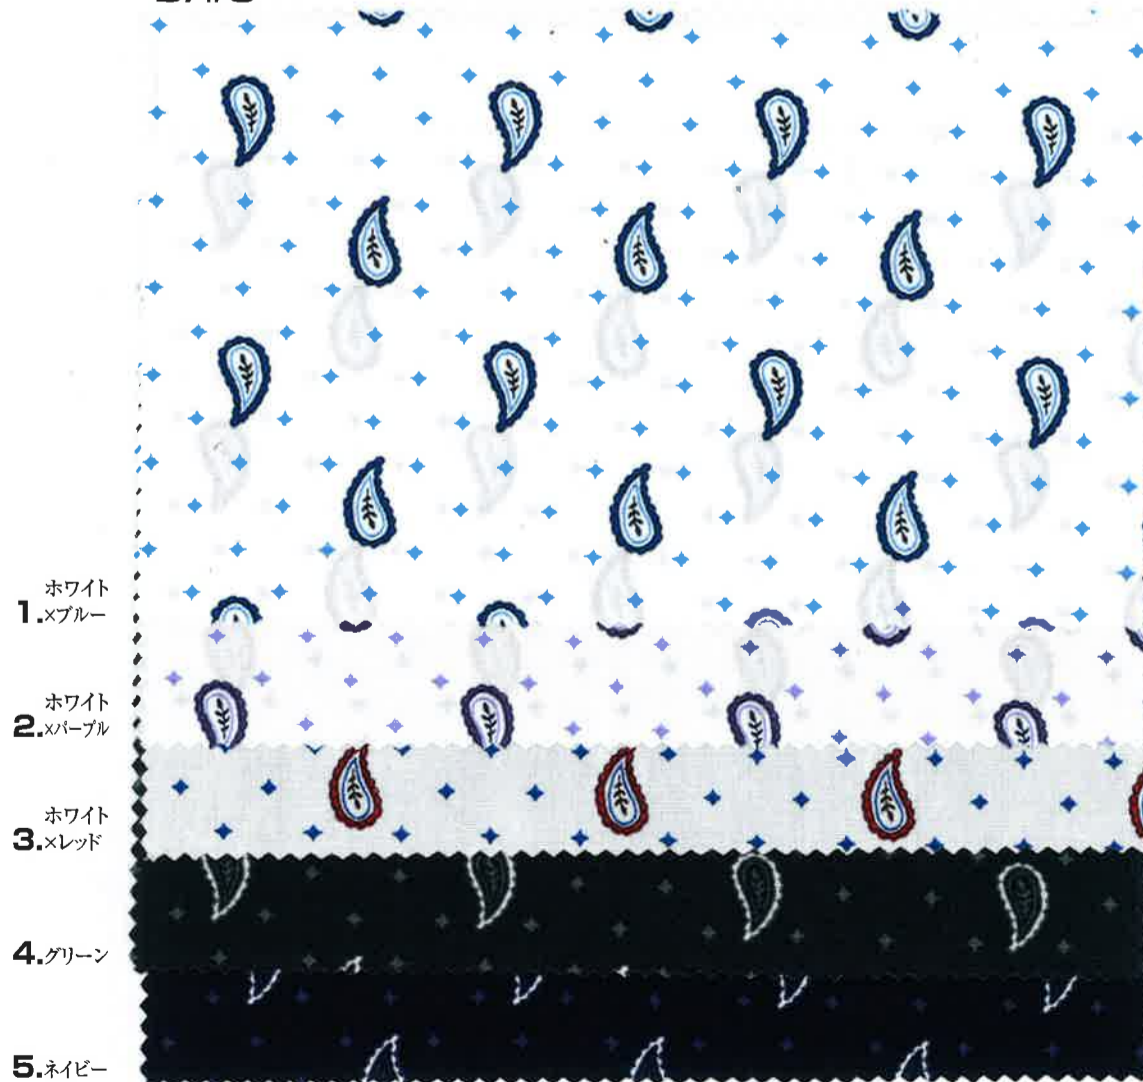 1.ホワイト
×ブルー
2.ホワイト
×パープル
3.ホワイト
×レッド
4.グリーン
5.ネイビー